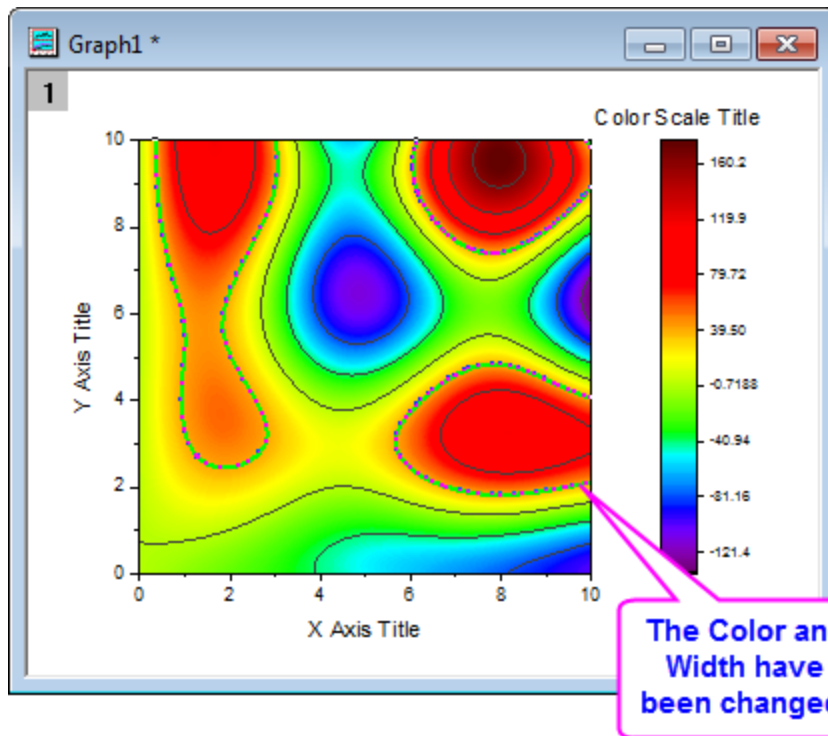 Graph1 *
1
Color Scale Title
10
8
6
4
2
0
Y Axis Title
0 2 4 6 8 10
X Axis Title
160.2
119.9
79.72
39.50
-0.7188
-40.94
-81.16
-121.4
The Color an
Width have
been changed